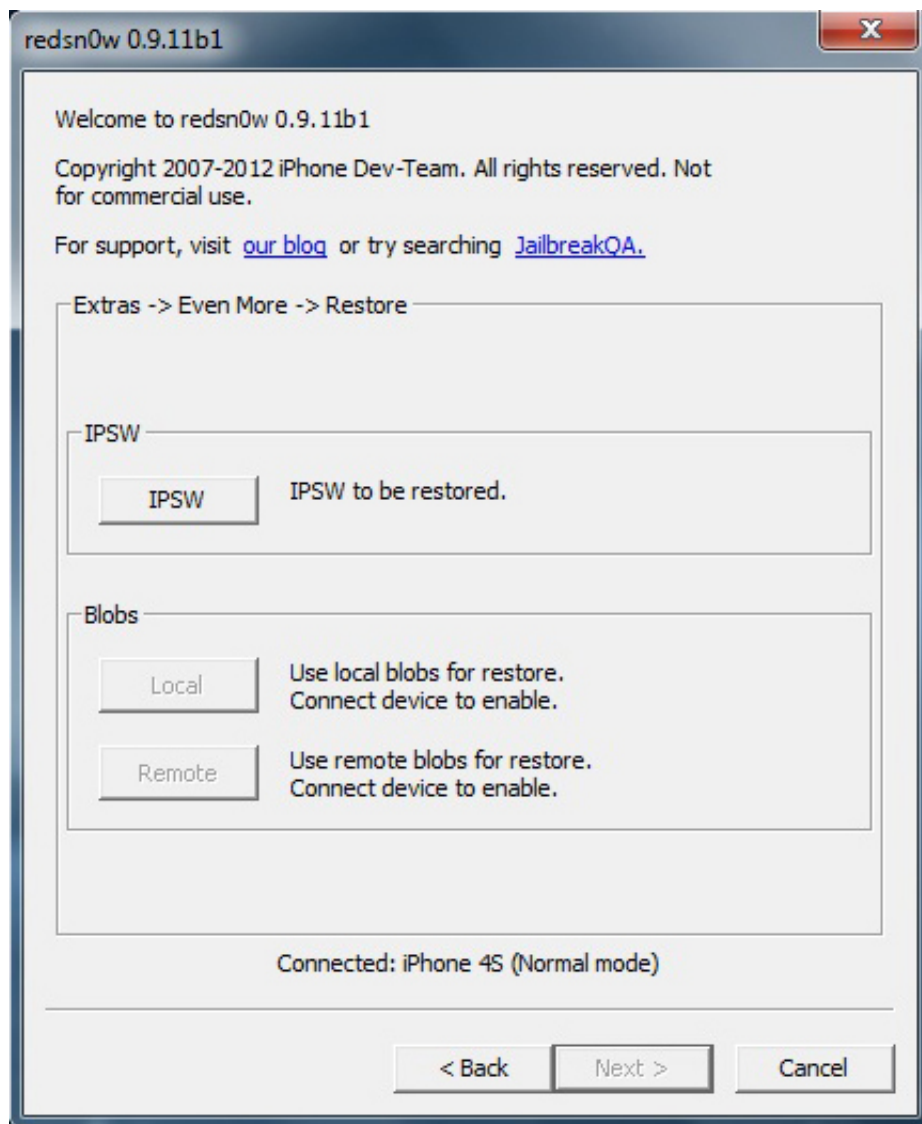 redsn0w 0.9.11b1
Welcome to redsn0w 0.9.11b1
Copyright 2007-2012 iPhone Dev-Team. All rights reserved. Not
for commercial use.
For support, visit our blog or try searching JailbreakQA.
Extras -> Even More -> Restore
IPSW
IPSW IPSW to be restored.
Blobs
Local Use local blobs for restore.
Connect device to enable.
Remote Use remote blobs for restore.
Connect device to enable.
Connected: iPhone 4S (Normal mode)
< Back Next > Cancel